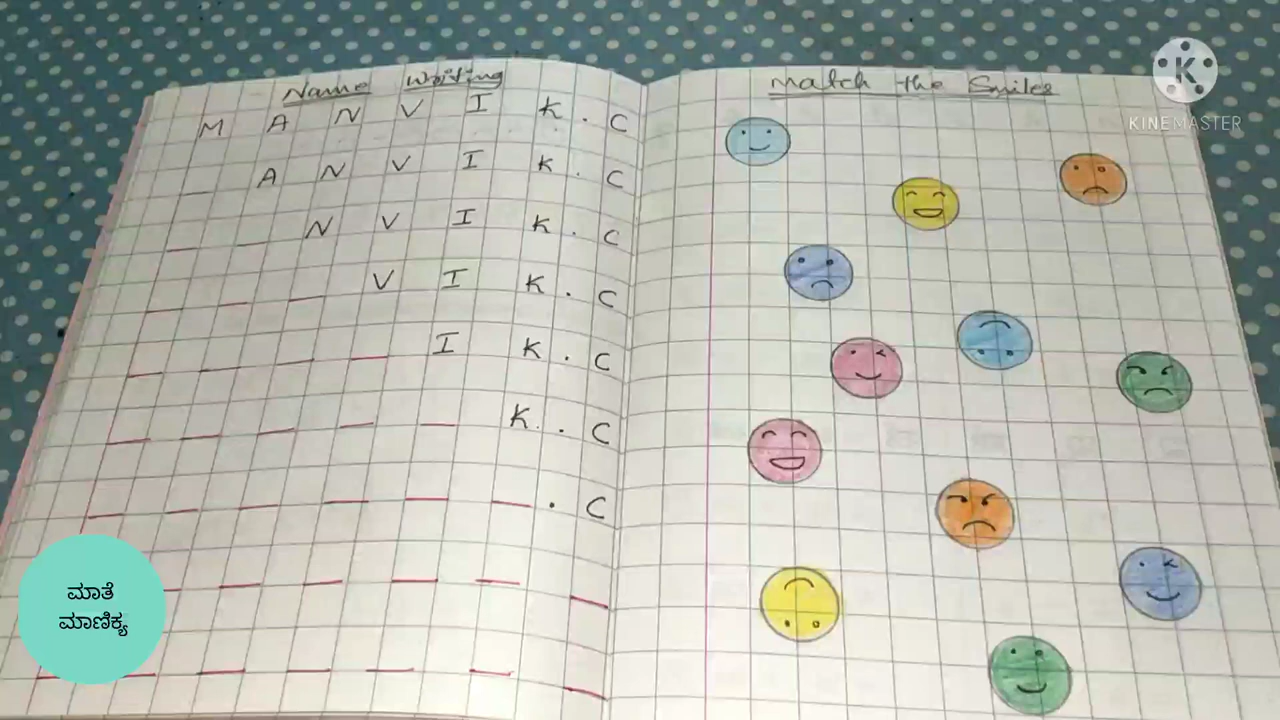 Name Writing
M A N V I K . C
_ A N V I K . C
_ _ N V I K . C
_ _ _ V I K . C
_ _ _ _ I K . C
_ _ _ _ _ K . C
_ _ _ _ _ _ . C
Match the Smiles
KINEMASTER
ಮಾತೆ
ಮಾಣಿಕ್ಯ